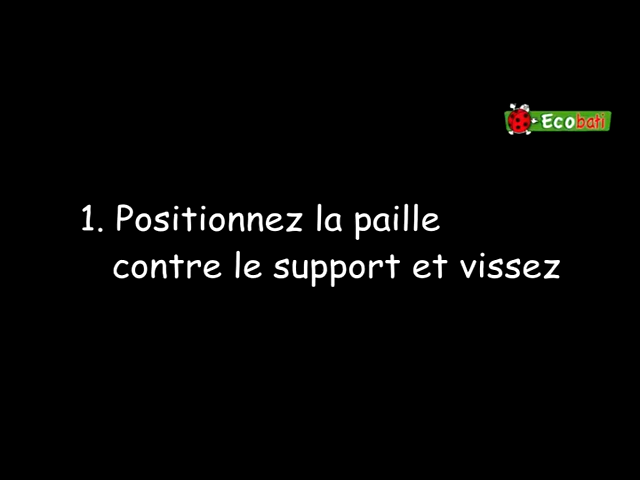 Ecobati
1. Positionnez la paille
contre le support et vissez